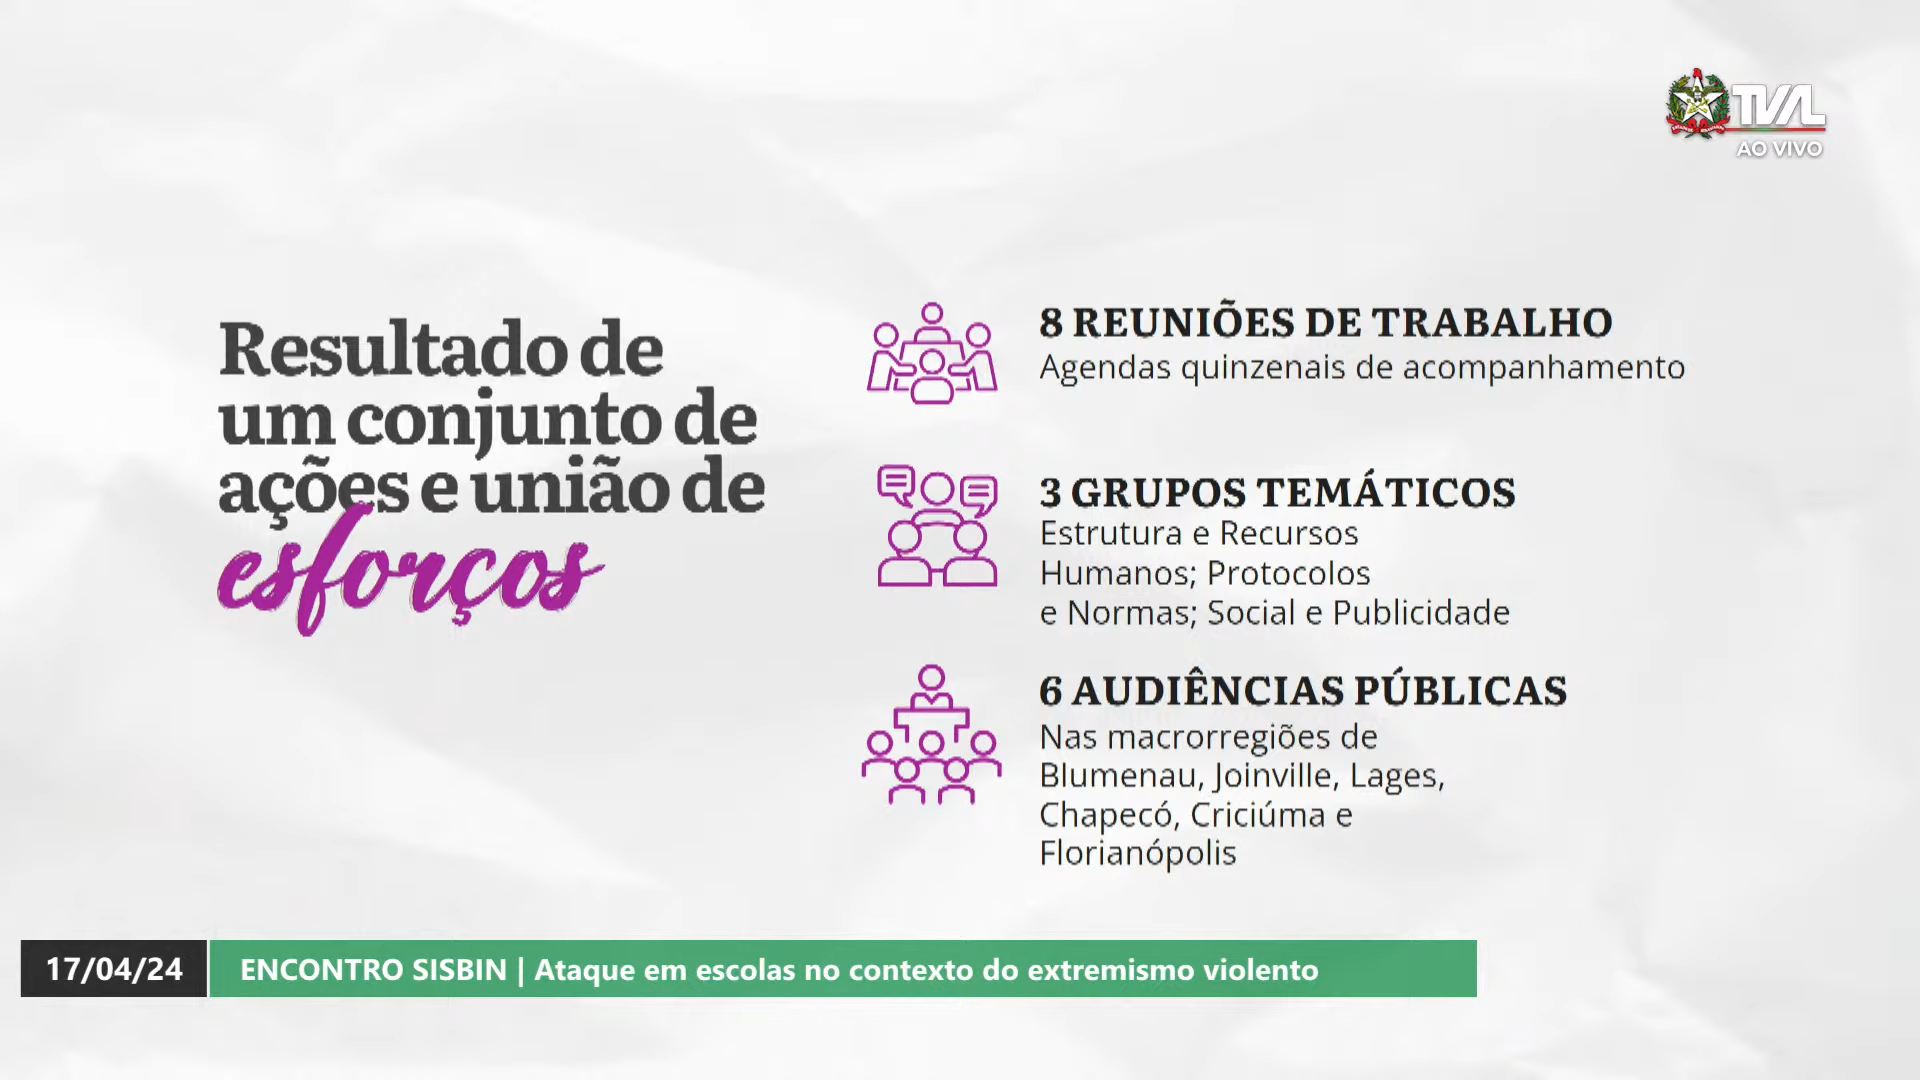 TVAL
AO VIVO
Resultado de
um conjunto de
ações e união de
esforços
8 REUNIÕES DE TRABALHO
Agendas quinzenais de acompanhamento
3 GRUPOS TEMÁTICOS
Estrutura e Recursos
Humanos; Protocolos
e Normas; Social e Publicidade
6 AUDIÊNCIAS PÚBLICAS
Nas macrorregiões de
Blumenau, Joinville, Lages,
Chapecó, Criciúma e
Florianópolis
17/04/24
ENCONTRO SISBIN | Ataque em escolas no contexto do extremismo violento